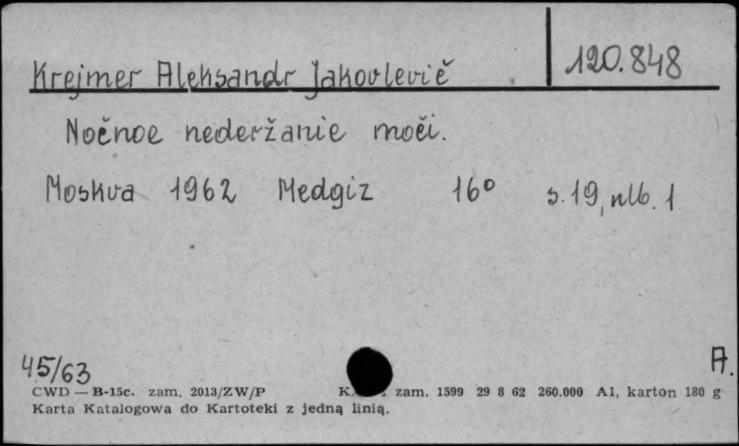 Krejmer Aleksandr Jakovlevič 120.848
Nočnoe nederžanie moči.
Moskva 1962 Medgiz 16º s. 19, nlb. 1
45/63
A.
CWD — B-15c. zam. 2013/ZW/P zam. 1599 29 8 62 260.000 A1, karton 180 g
Karta Katalogowa do Kartoteki z jedną linią.